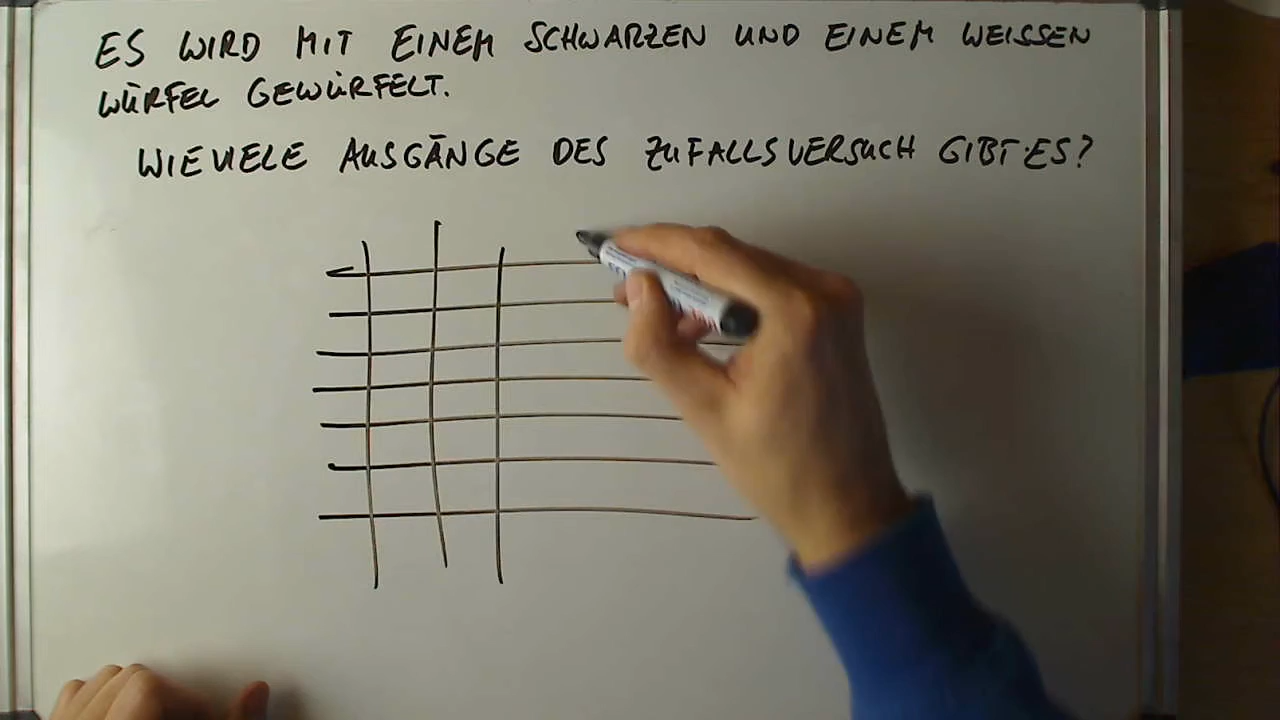 ES WIRD MIT EINEM SCHWARZEN UND EINEM WEISSEN
WÜRFEL GEWÜRFELT.
WIEVIELE AUSGÄNGE DES ZUFALLSVERSUCH GIBT ES?